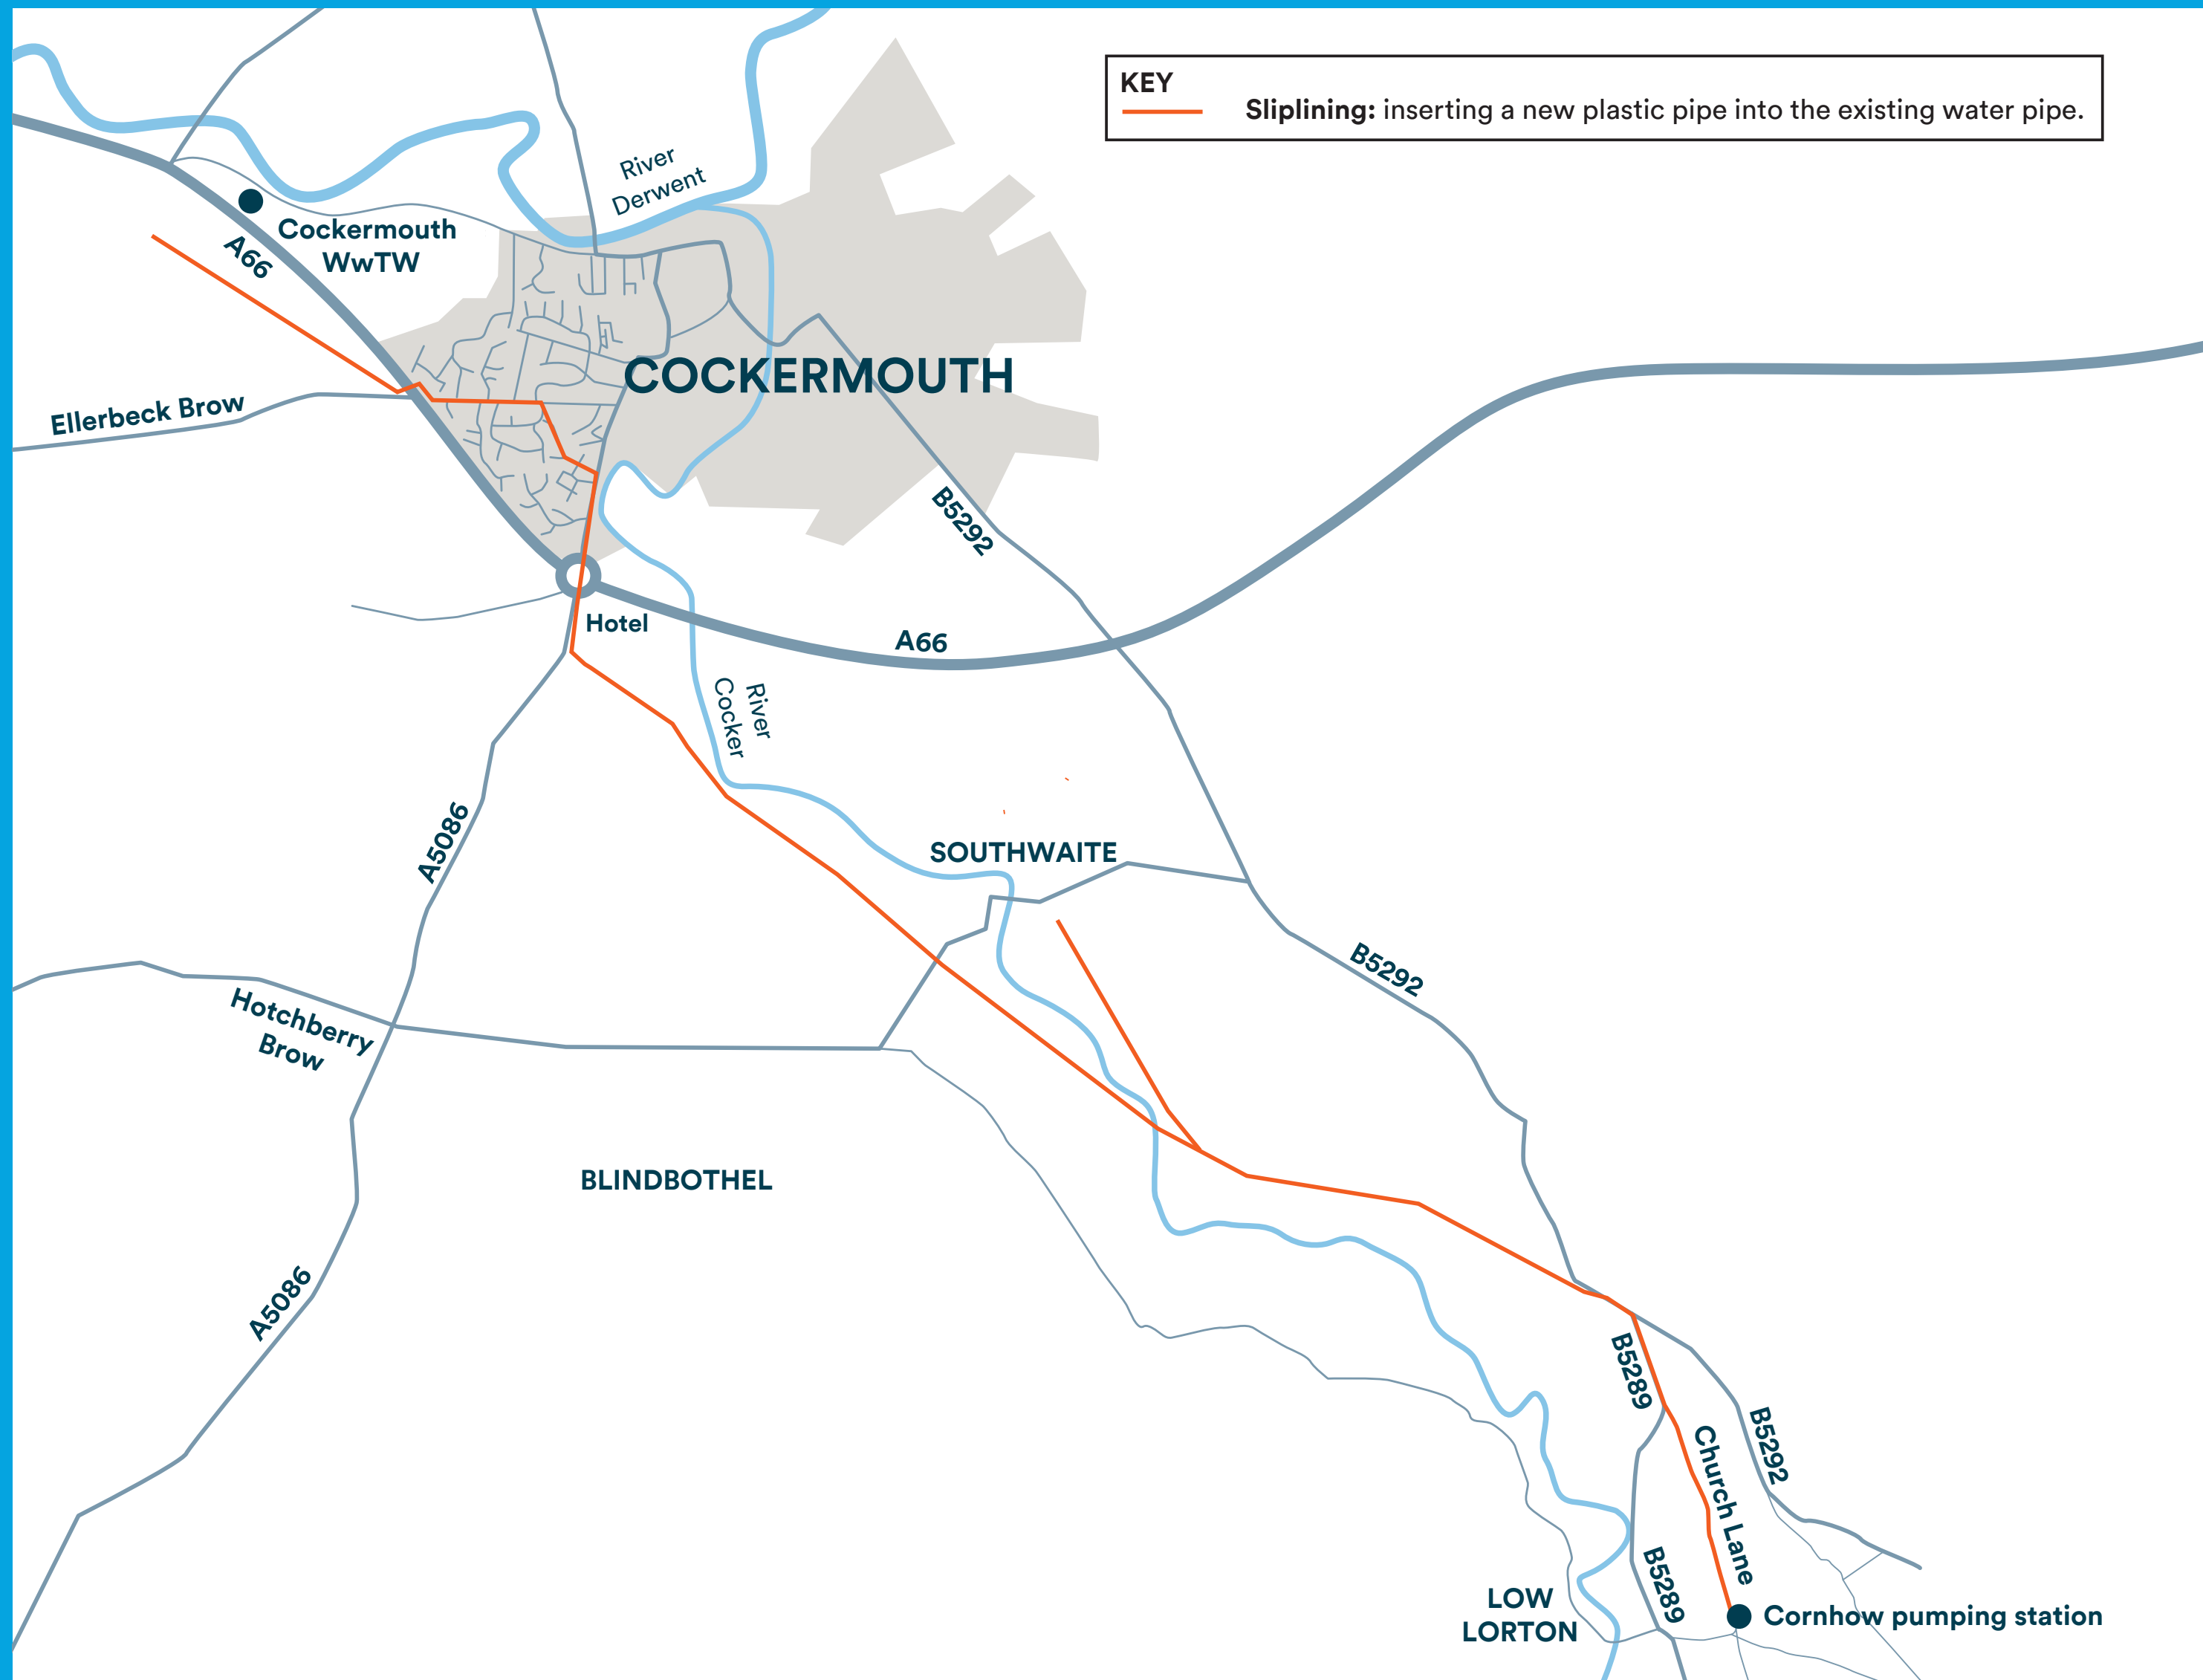 KEY
Sliplining: inserting a new plastic pipe into the existing water pipe.
River
Derwent
Cockermouth
WwTW
A66
COCKERMOUTH
Ellerbeck Brow
B5292
Hotel
A66
River
Cocker
A5086
SOUTHWAITE
B5292
Hotchberry
Brow
BLINDBOTHEL
A5086
B5289
B5292
Church Lane
B5289
LOW
LORTON
Cornhow pumping station